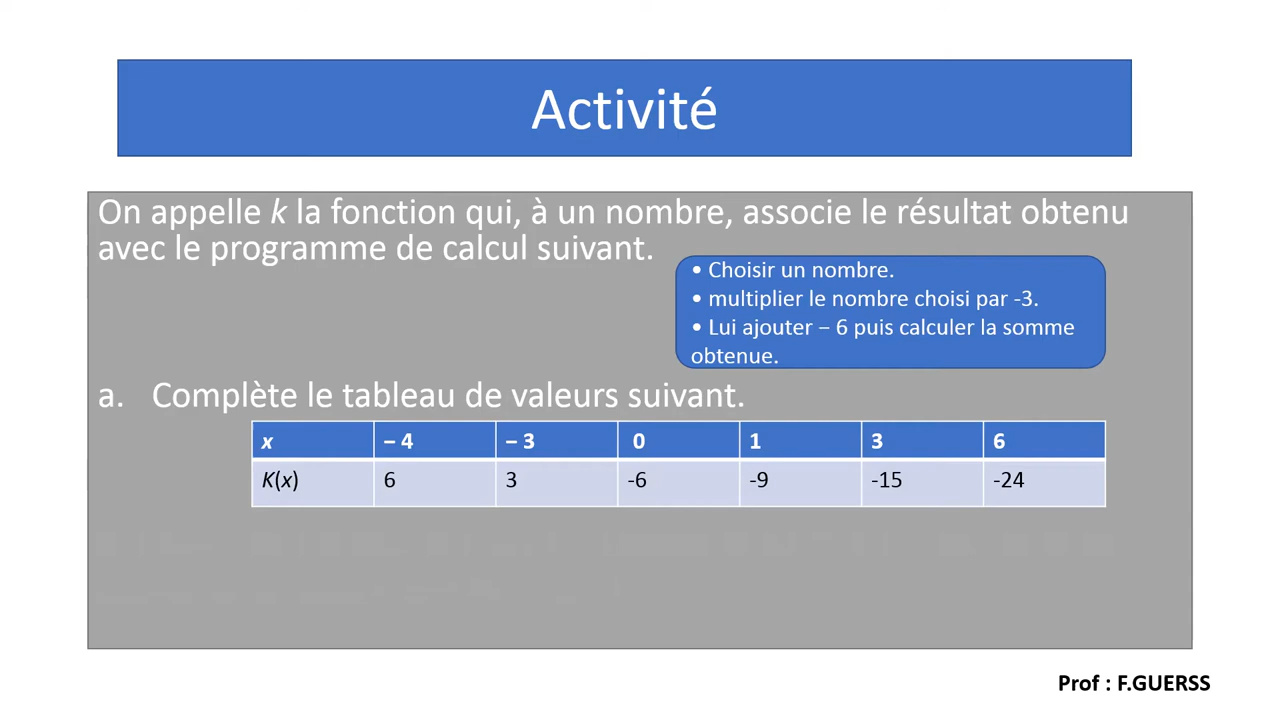 Activité
On appelle k la fonction qui, à un nombre, associe le résultat obtenu
avec le programme de calcul suivant.
• Choisir un nombre.
• multiplier le nombre choisi par -3.
• Lui ajouter – 6 puis calculer la somme
obtenue.
a. Complète le tableau de valeurs suivant.
x – 4 – 3 0 1 3 6
K(x) 6 3 -6 -9 -15 -24
Prof : F.GUERSS